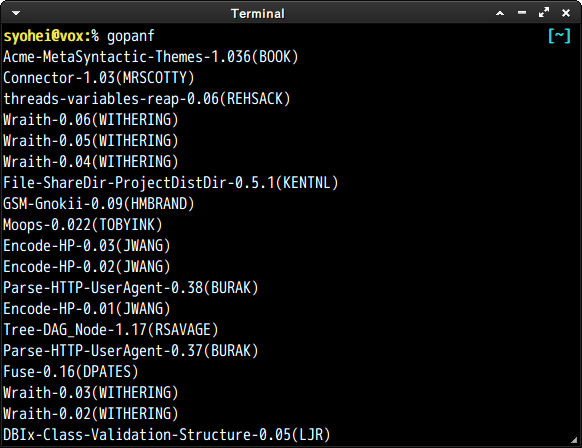 Terminal
syohei@vox:% gopanf [~]
Acme-MetaSyntactic-Themes-1.036(BOOK)
Connector-1.03(MRSCOTTY)
threads-variables-reap-0.06(REHSACK)
Wraith-0.06(WITHERING)
Wraith-0.05(WITHERING)
Wraith-0.04(WITHERING)
File-ShareDir-ProjectDistDir-0.5.1(KENTNL)
GSM-Gnokii-0.09(HMBRAND)
Moops-0.022(TOBYINK)
Encode-HP-0.03(JWANG)
Encode-HP-0.02(JWANG)
Parse-HTTP-UserAgent-0.38(BURAK)
Encode-HP-0.01(JWANG)
Tree-DAG_Node-1.17(RSAVAGE)
Parse-HTTP-UserAgent-0.37(BURAK)
Fuse-0.16(DPATES)
Wraith-0.03(WITHERING)
Wraith-0.02(WITHERING)
DBIx-Class-Validation-Structure-0.05(LJR)